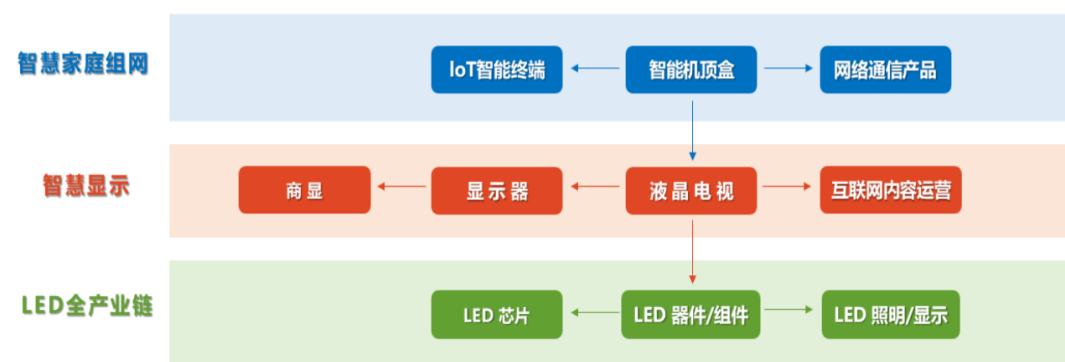 智慧家庭组网
IoT智能终端
智能机顶盒
网络通信产品
智慧显示
商显
显示器
液晶电视
互联网内容运营
LED全产业链
LED 芯片
LED 器件/组件
LED 照明/显示